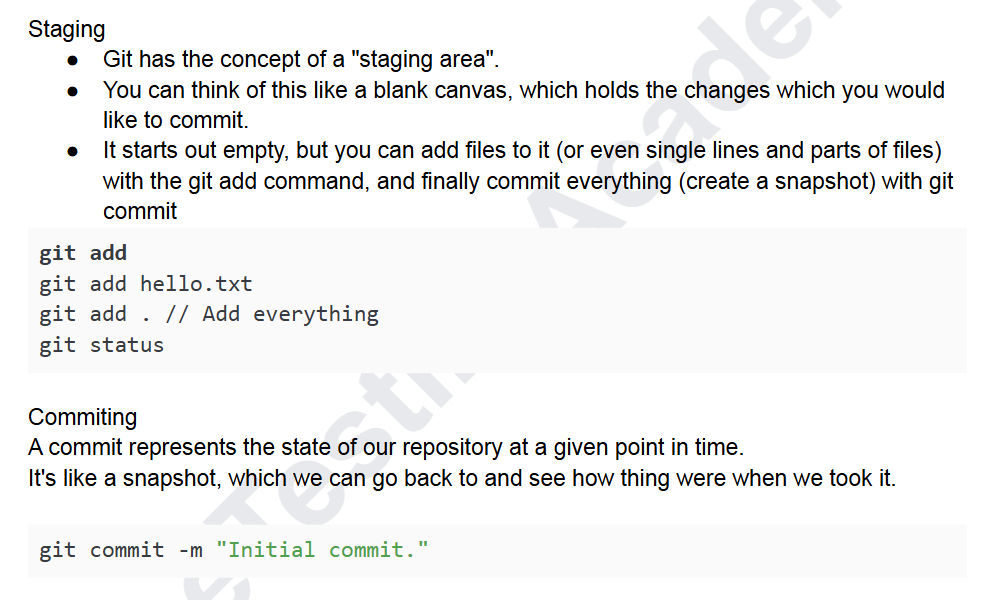 Staging
● Git has the concept of a "staging area".
● You can think of this like a blank canvas, which holds the changes which you would
like to commit.
● It starts out empty, but you can add files to it (or even single lines and parts of files)
with the git add command, and finally commit everything (create a snapshot) with git
commit
git add
git add hello.txt
git add . // Add everything
git status
Commiting
A commit represents the state of our repository at a given point in time.
It's like a snapshot, which we can go back to and see how thing were when we took it.
git commit -m "Initial commit."